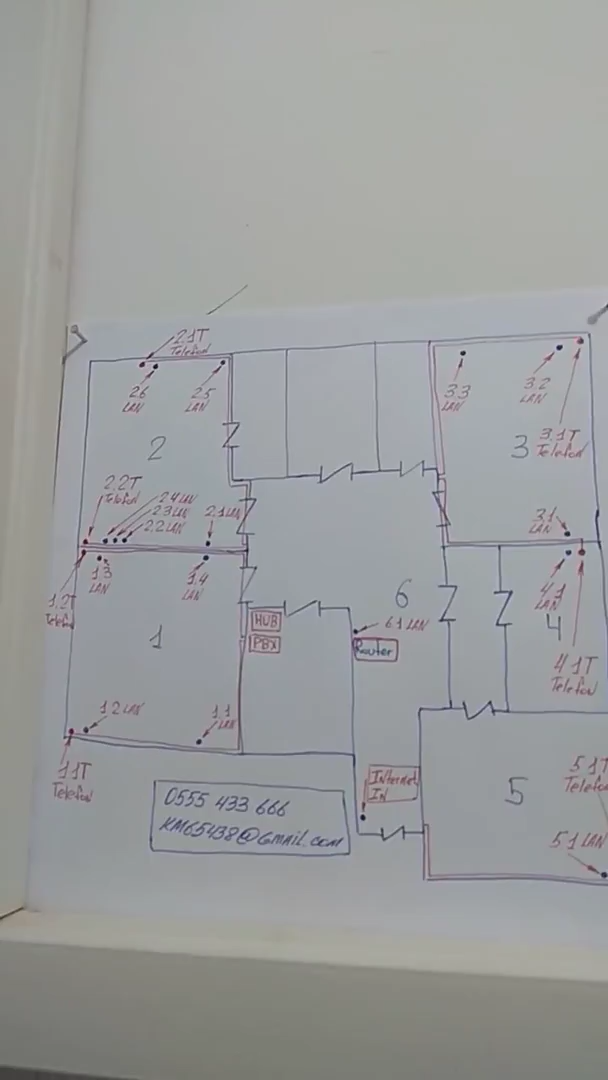 2.1T
Telefon
2.6
LAN
2.5
LAN
2
2.2T
Telefon
2.4 LAN
2.3 LAN
2.2 LAN
2.1 LAN
3.3
LAN
3.2
LAN
3
3.1T
Telefon
3.1
LAN
1.2T
Telefon
1.3
LAN
1.4
LAN
1
HUB
PBX
6
6.1 LAN
Router
4.1
LAN
4
4.1T
Telefon
1.2 LAN
1.1
LAN
1.1T
Telefon
Internet
IN
5
5.1T
Telefon
5.1 LAN
0555 433 666
KM65438@Gmail.com